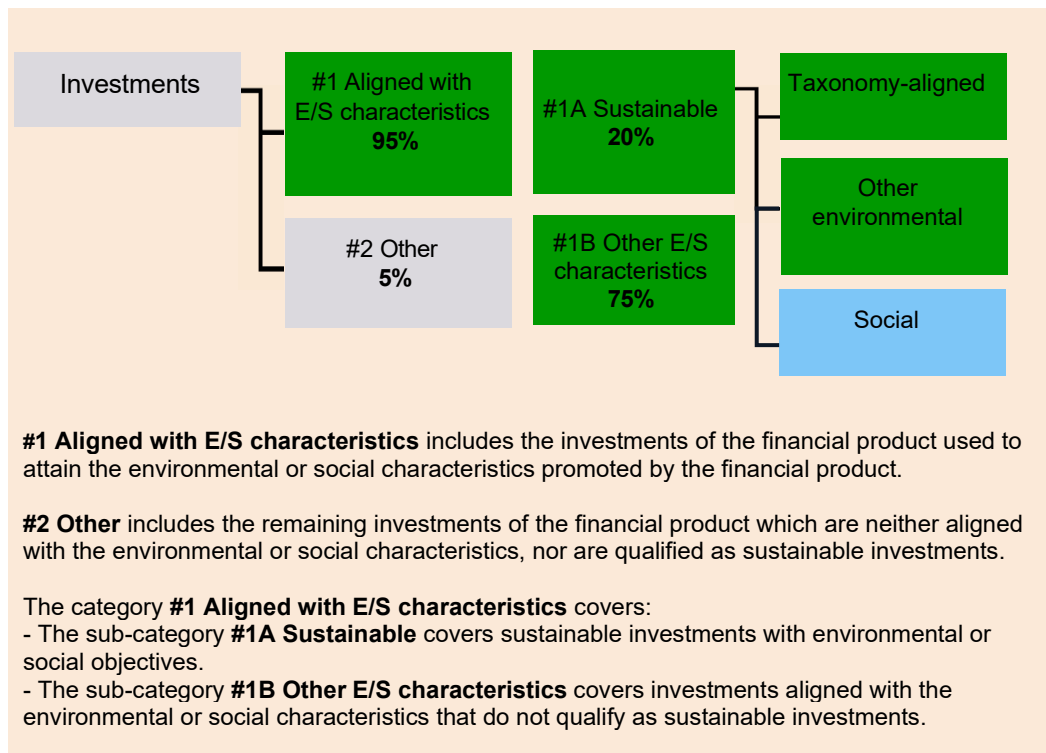 Investments
#1 Aligned with
E/S characteristics
95%
#2 Other
5%
#1A Sustainable
20%
#1B Other E/S
characteristics
75%
Taxonomy-aligned
Other
environmental
Social
#1 Aligned with E/S characteristics includes the investments of the financial product used to
attain the environmental or social characteristics promoted by the financial product.
#2 Other includes the remaining investments of the financial product which are neither aligned
with the environmental or social characteristics, nor are qualified as sustainable investments.
The category #1 Aligned with E/S characteristics covers:
- The sub-category #1A Sustainable covers sustainable investments with environmental or
social objectives.
- The sub-category #1B Other E/S characteristics covers investments aligned with the
environmental or social characteristics that do not qualify as sustainable investments.